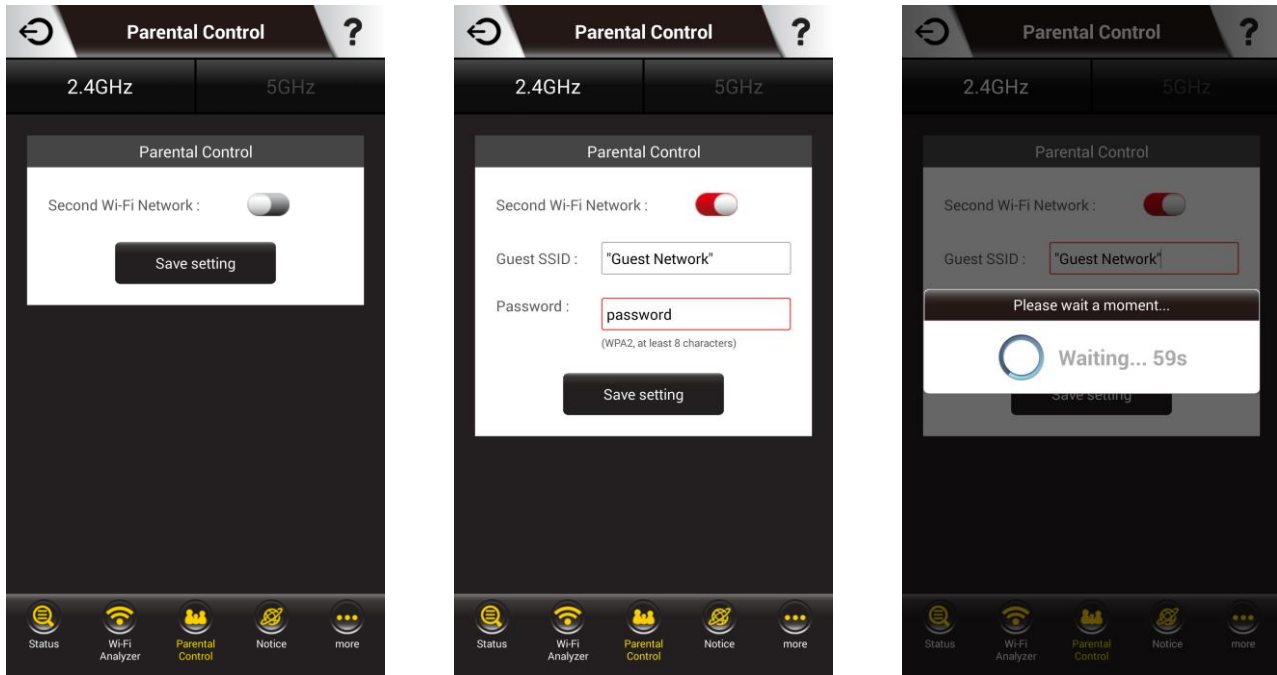 Parental Control
?
2.4GHz
5GHz
Parental Control
Second Wi-Fi Network :
Save setting
Status
Wi-Fi
Analyzer
Parental
Control
Notice
more
Parental Control
?
2.4GHz
5GHz
Parental Control
Second Wi-Fi Network :
Guest SSID :
"Guest Network"
Password :
password
(WPA2, at least 8 characters)
Save setting
Status
Wi-Fi
Analyzer
Parental
Control
Notice
more
Parental Control
?
2.4GHz
5GHz
Parental Control
Second Wi-Fi Network :
Guest SSID :
"Guest Network"
Please wait a moment...
Waiting... 59s
Save setting
Status
Wi-Fi
Analyzer
Parental
Control
Notice
more